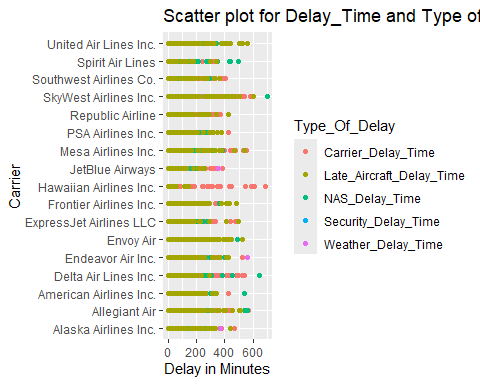 Scatter plot for Delay_Time and Type of
United Air Lines Inc.
Spirit Air Lines
Southwest Airlines Co.
SkyWest Airlines Inc.
Republic Airline
PSA Airlines Inc.
Mesa Airlines Inc.
JetBlue Airways
Hawaiian Airlines Inc.
Frontier Airlines Inc.
ExpressJet Airlines LLC
Envoy Air
Endeavor Air Inc.
Delta Air Lines Inc.
American Airlines Inc.
Allegiant Air
Alaska Airlines Inc.
Carrier
0 200 400 600
Delay in Minutes
Type_Of_Delay
Carrier_Delay_Time
Late_Aircraft_Delay_Time
NAS_Delay_Time
Security_Delay_Time
Weather_Delay_Time